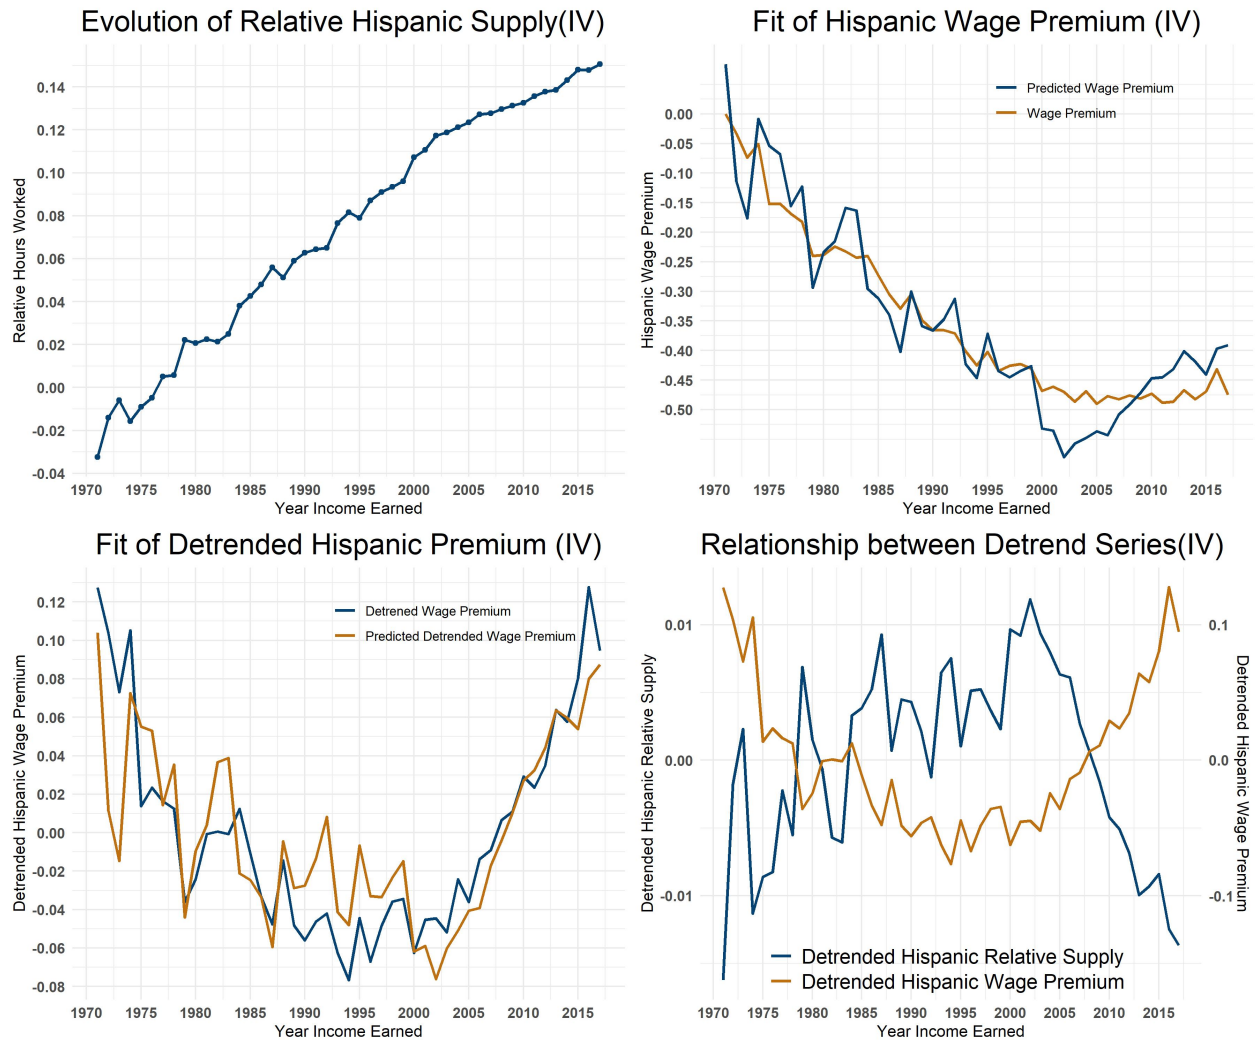 Evolution of Relative Hispanic Supply(IV)
Relative Hours Worked
0.14
0.12
0.10
0.08
0.06
0.04
0.02
0.00
-0.02
-0.04
1970 1975 1980 1985 1990 1995 2000 2005 2010 2015
Year Income Earned
Fit of Hispanic Wage Premium (IV)
Hispanic Wage Premium
Predicted Wage Premium
Wage Premium
0.00
-0.05
-0.10
-0.15
-0.20
-0.25
-0.30
-0.35
-0.40
-0.45
-0.50
1970 1975 1980 1985 1990 1995 2000 2005 2010 2015
Year Income Earned
Fit of Detrended Hispanic Premium (IV)
Detrended Hispanic Wage Premium
Detrened Wage Premium
Predicted Detrended Wage Premium
0.12
0.10
0.08
0.06
0.04
0.02
0.00
-0.02
-0.04
-0.06
-0.08
1970 1975 1980 1985 1990 1995 2000 2005 2010 2015
Year Income Earned
Relationship between Detrend Series(IV)
Detrended Hispanic Relative Supply
0.01
0.00
-0.01
0.1
0.0
-0.1
Detrended Hispanic Wage Premium
Detrended Hispanic Relative Supply
Detrended Hispanic Wage Premium
1970 1975 1980 1985 1990 1995 2000 2005 2010 2015
Year Income Earned